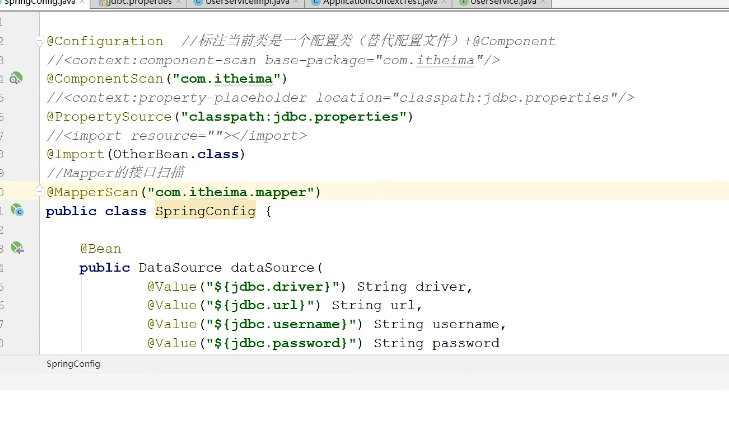 SpringConfig.java × jdbc.properties × UserServiceImpl.java × ApplicationContextTest.java × UserService.java ×
@Configuration //标注当前类是一个配置类（替代配置文件）+@Component
//<context:component-scan base-package="com.itheima"/>
@ComponentScan("com.itheima")
//<context:property-placeholder location="classpath:jdbc.properties"/>
@PropertySource("classpath:jdbc.properties")
//<import resource=""></import>
@Import(OtherBean.class)
//Mapper的接口扫描
@MapperScan("com.itheima.mapper")
public class SpringConfig {
@Bean
public DataSource dataSource(
@Value("${jdbc.driver}") String driver,
@Value("${jdbc.url}") String url,
@Value("${jdbc.username}") String username,
@Value("${jdbc.password}") String password
SpringConfig